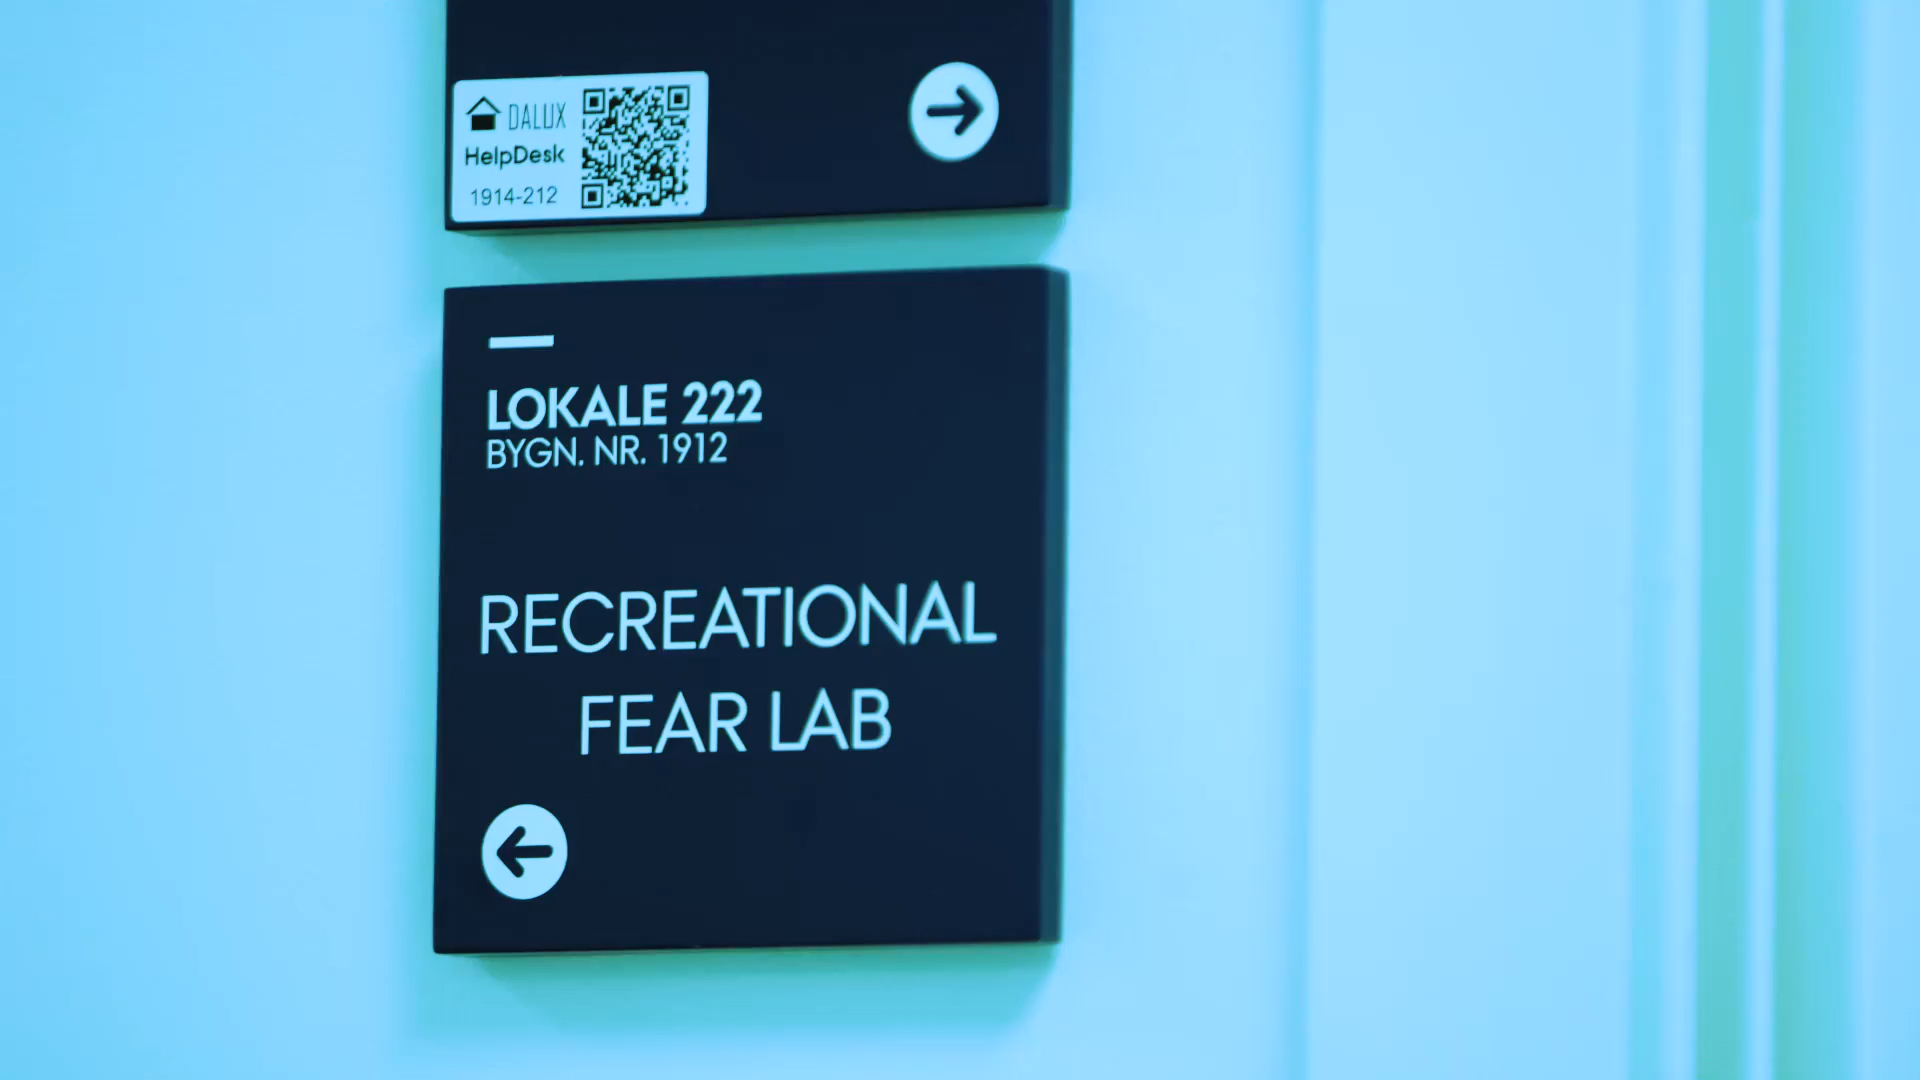 DALUX
HelpDesk
1914-212
LOKALE 222
BYGN. NR. 1912
RECREATIONAL
FEAR LAB